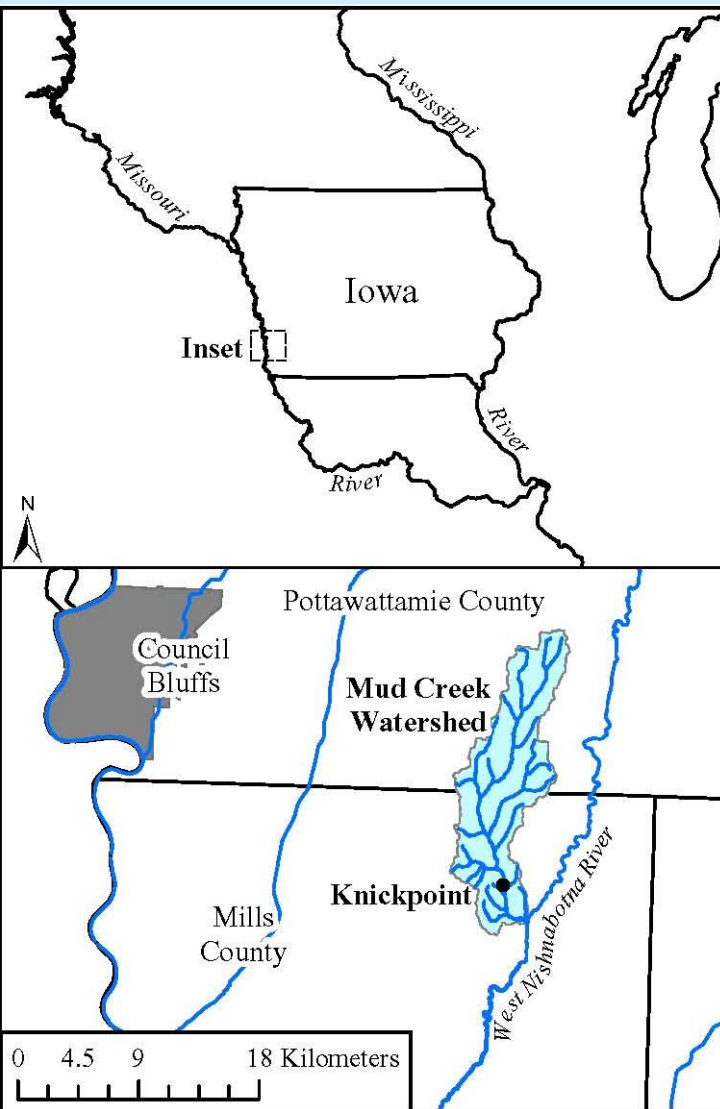 Mississippi
Missouri
Iowa
Inset
River
River
N
Pottawattamie County
Council
Bluffs
Mud Creek
Watershed
Knickpoint
Mills
County
West Nishnabotna River
0 4.5 9 18 Kilometers